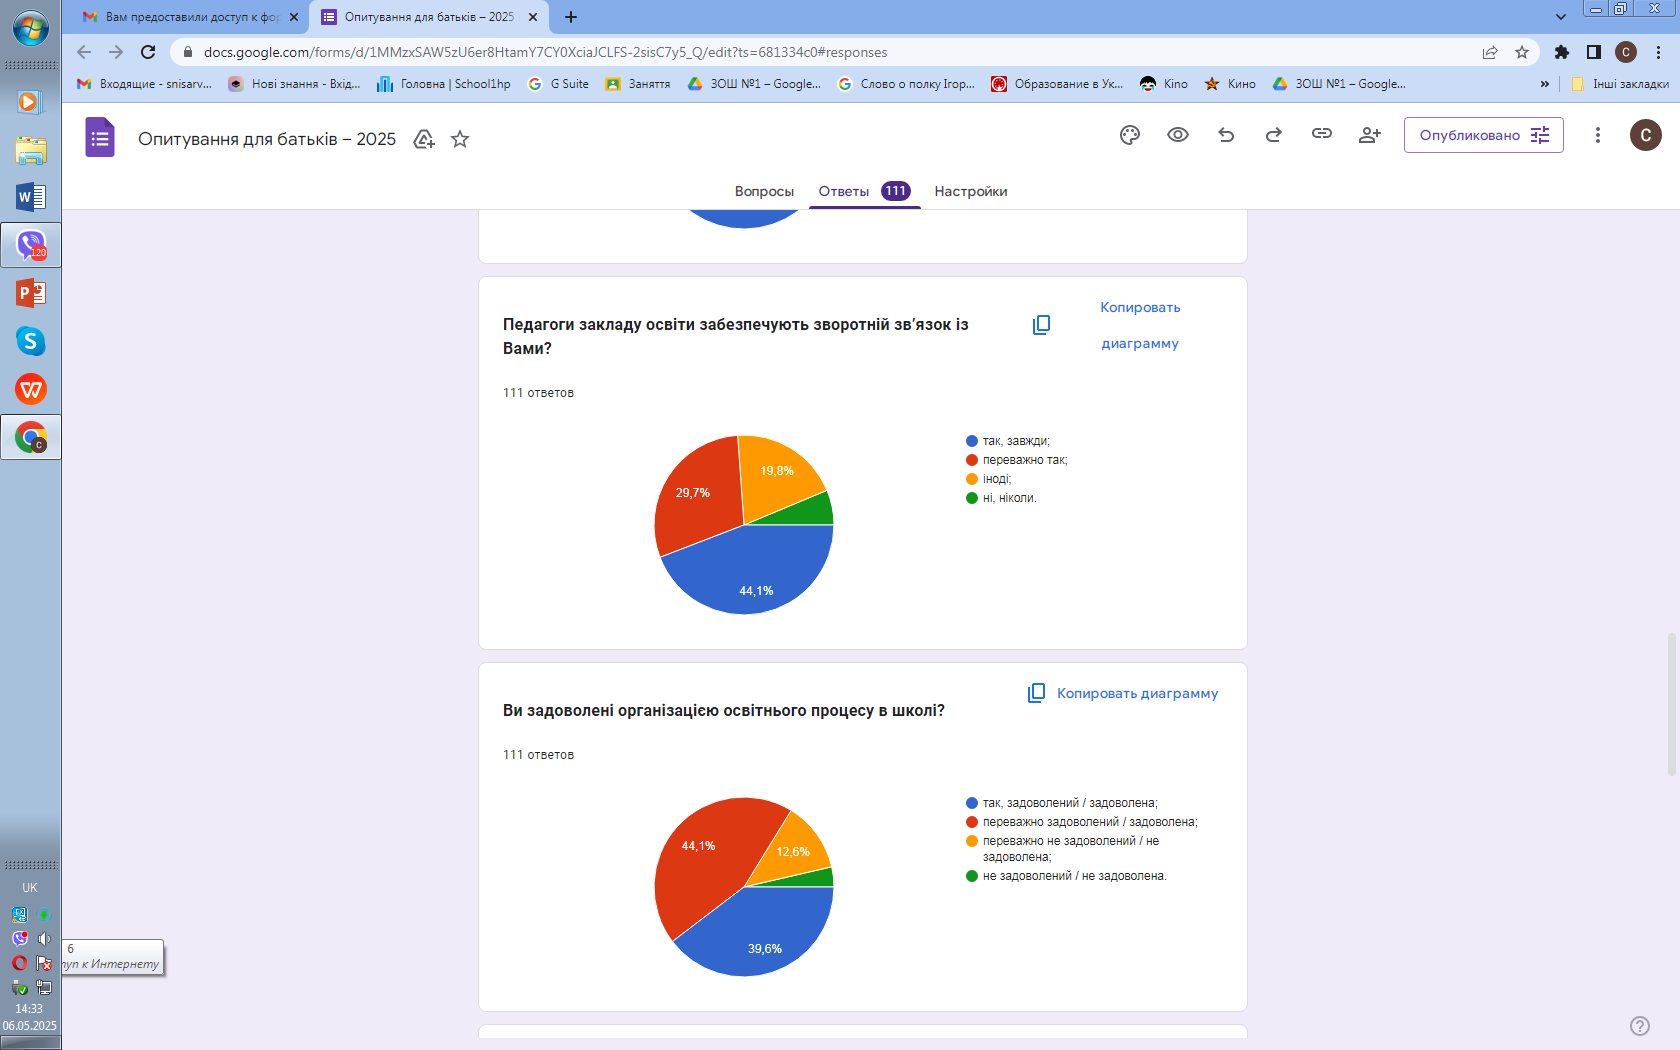 Вам предоставили доступ к фор
Опитування для батьків – 2025
docs.google.com/forms/d/1MMzxSAW5zU6er8HtamY7CY0XciaJCLFS-2sisC7y5_Q/edit?ts=681334c0#responses
C
Входящие - snisarv...
Нові знання - Вхід...
Головна | School1hp
G Suite
Заняття
ЗОШ №1 – Google...
Слово о полку Ігор...
Образование в Ук...
Kino
Кино
ЗОШ №1 – Google...
»
Інші закладки
Опитування для батьків – 2025
Опубликовано
C
Вопросы
Ответы 111
Настройки
Педагоги закладу освіти забезпечують зворотній зв’язок із
Вами?
Копировать
диаграмму
111 ответов
19,8%
29,7%
44,1%
так, завжди;
переважно так;
іноді;
ні, ніколи.
Ви задоволені організацією освітнього процесу в школі?
Копировать диаграмму
111 ответов
44,1%
12,6%
39,6%
так, задоволений / задоволена;
переважно задоволений / задоволена;
переважно не задоволений / не
задоволена;
не задоволений / не задоволена.
W
120
P
S
C
UK
6
туп к Интернету
14:33
06.05.2025